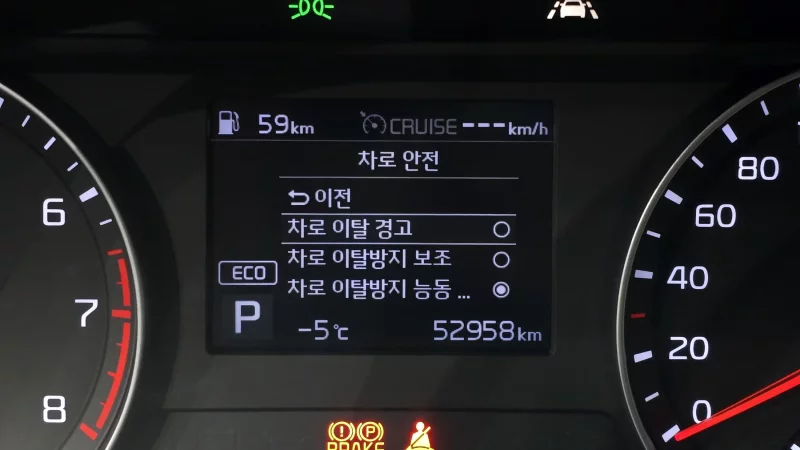 59km CRUISE ---km/h
차로 안전
이전
차로 이탈 경고
차로 이탈방지 보조
차로 이탈방지 능동 ...
ECO
P
-5℃ 52958km
6
7
8
80
60
40
20
0
(!) (P)
BRAKE